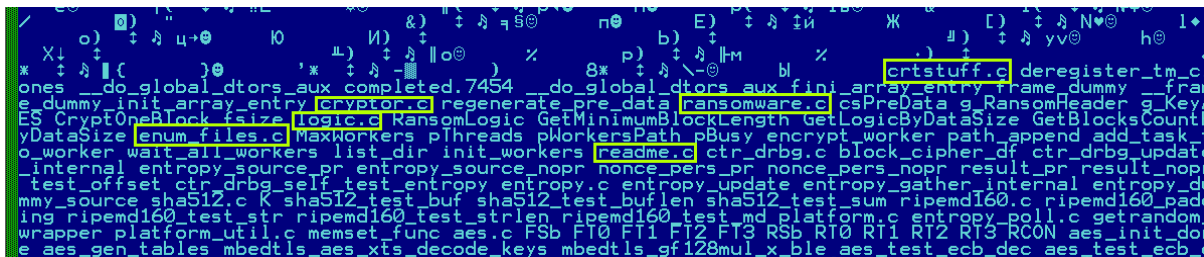 crtstuff.c deregister_tm_c
ones __do_global_dtors_aux completed.7454 __do_global_dtors_aux_fini_array_entry frame_dummy __fram
e_dummy_init_array_entry cryptor.c regenerate_pre_data ransomware.c csPreData g_RansomHeader g_Key
ES_CryptOneBlock fsize logic.c RansomLogic GetMinimumBlockLength GetLogicByDataSize GetBlocksCount
yDataSize enum_files.c MaxWorkers pThreads pWorkersPath pBusy encrypt_worker path_append add_task
o_worker wait_all_workers list_dir init_workers readme.c ctr_drbg.c block_cipher_df ctr_drbg_updat
_internal entropy_source_pr entropy_source_nopr nonce_pers_pr nonce_pers_nopr result_pr result_nop
_test_offset ctr_drbg_self_test_entropy entropy.c entropy_update entropy_gather_internal entropy_d
mmy_source sha512.c K sha512_test_buf sha512_test_buflen sha512_test_sum ripemd160.c ripemd160_pad
ing ripemd160_test_str ripemd160_test_strlen ripemd160_test_md platform.c entropy_poll.c getrandom
wrapper platform_util.c memset_func aes.c FSb FT0 FT1 FT2 FT3 RSb RT0 RT1 RT2 RT3 RCON aes_init_do
e aes_gen_tables mbedtls_aes_xts_decode_keys mbedtls_gf128mul_x_ble aes_test_ecb_dec aes_test_ecb_